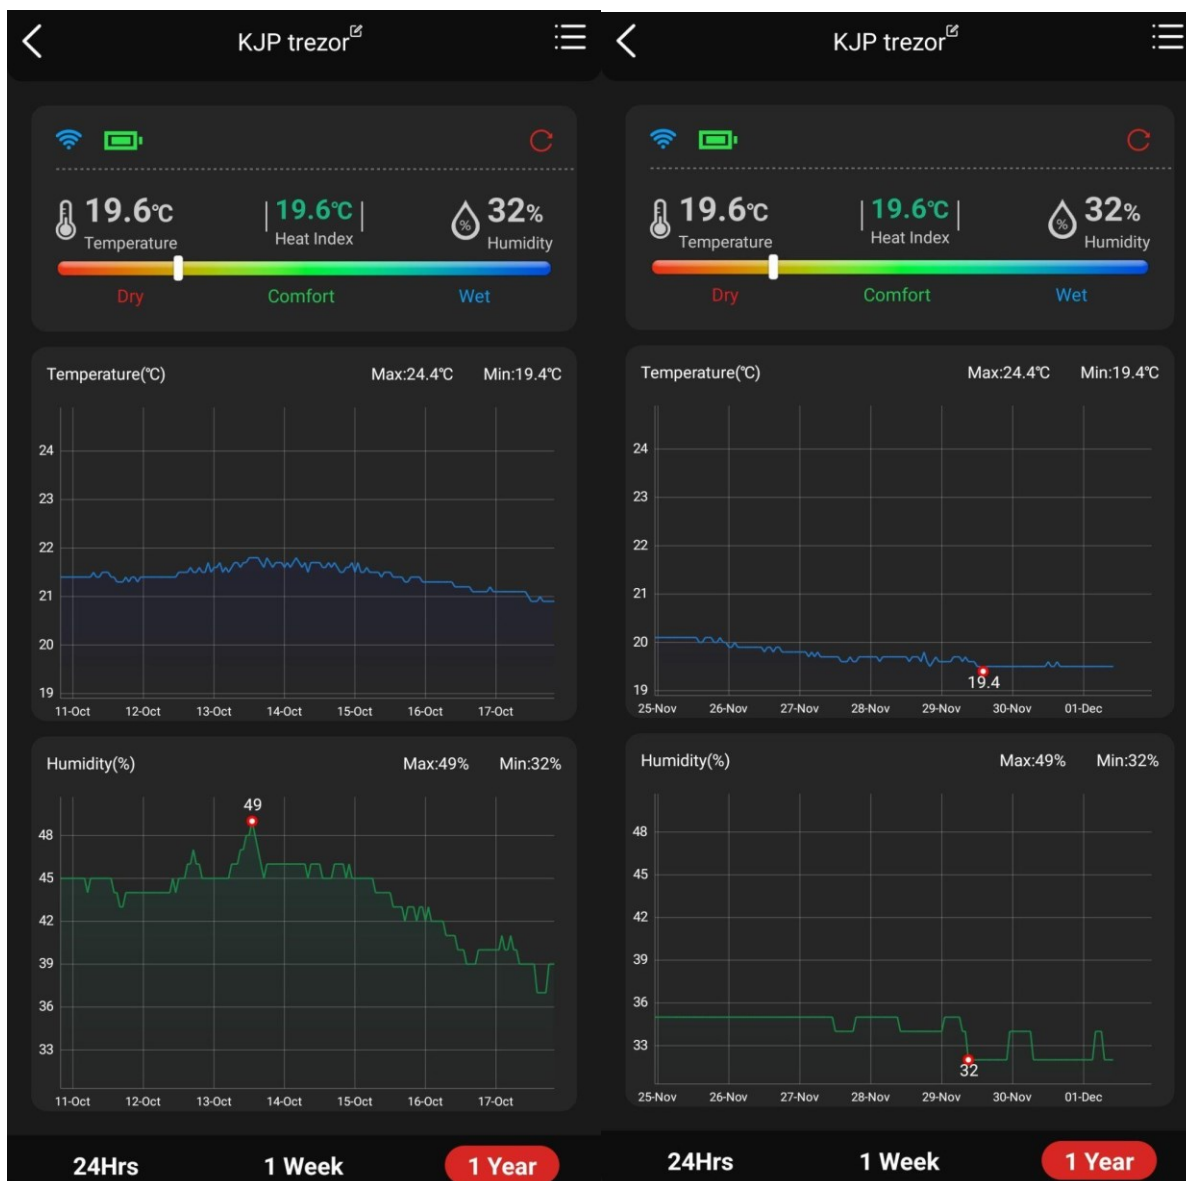 KJP trezor
19.6℃
Temperature
19.6℃
Heat Index
%
32%
Humidity
Dry
Comfort
Wet
Temperature(℃)
Max:24.4℃
Min:19.4℃
24
23
22
21
20
19
11-Oct 12-Oct 13-Oct 14-Oct 15-Oct 16-Oct 17-Oct
Humidity(%)
Max:49%
Min:32%
49
48
45
42
39
36
33
11-Oct 12-Oct 13-Oct 14-Oct 15-Oct 16-Oct 17-Oct
24Hrs
1 Week
1 Year
KJP trezor
19.6℃
Temperature
19.6℃
Heat Index
%
32%
Humidity
Dry
Comfort
Wet
Temperature(℃)
Max:24.4℃
Min:19.4℃
24
23
22
21
20
19.4
19
25-Nov 26-Nov 27-Nov 28-Nov 29-Nov 30-Nov 01-Dec
Humidity(%)
Max:49%
Min:32%
48
45
42
39
36
33
32
25-Nov 26-Nov 27-Nov 28-Nov 29-Nov 30-Nov 01-Dec
24Hrs
1 Week
1 Year